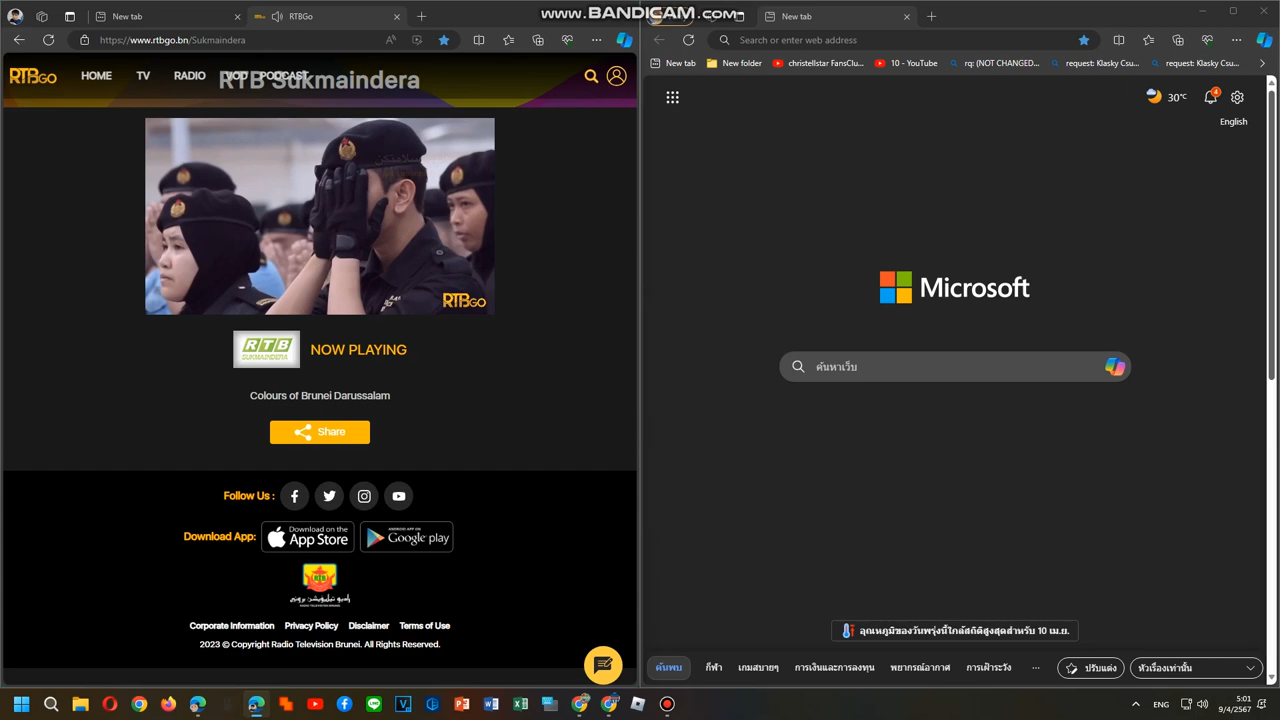 www.BANDICAM.com
New tab
RTBGo
New tab
https://www.rtbgo.bn/Sukmaindera
Search or enter web address
New tab
New folder
christellstar FansClu...
10 - YouTube
rq: (NOT CHANGED...
request: Klasky Csu...
request: Klasky Csu...
RTBGo
HOME
TV
RADIO
VOD
PODCAST
RTB Sukmaindera
30°C
4
English
RTBGo
RTB
SUKMAINDERA
NOW PLAYING
Colours of Brunei Darussalam
Share
Microsoft
ค้นหาเว็บ
Follow Us :
Download App:
Download on the
App Store
ANDROID APP ON
Google play
RTB
راديو تيليويشن بروني
RADIO TELEVISYEN BRUNEI
Corporate Information
Privacy Policy
Disclaimer
Terms of Use
2023 © Copyright Radio Television Brunei. All Rights Reserved.
อุณหภูมิของวันพรุ่งนี้ใกล้สถิติสูงสุดสำหรับ 10 เม.ย.
ค้นพบ
กีฬา
เกมสบายๆ
การเงินและการลงทุน
พยากรณ์อากาศ
การเฝ้าระวัง
ปรับแต่ง
หัวเรื่องเท่านั้น
ENG
5:01
9/4/2567